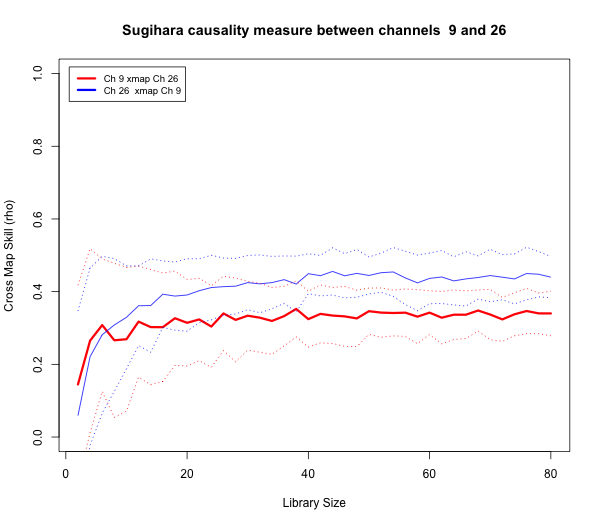 Sugihara causality measure between channels  9 and 26
Ch 9 xmap Ch 26
Ch 26  xmap Ch 9
Cross Map Skill (rho)
1.0
0.8
0.6
0.4
0.2
0.0
0 20 40 60 80
Library Size